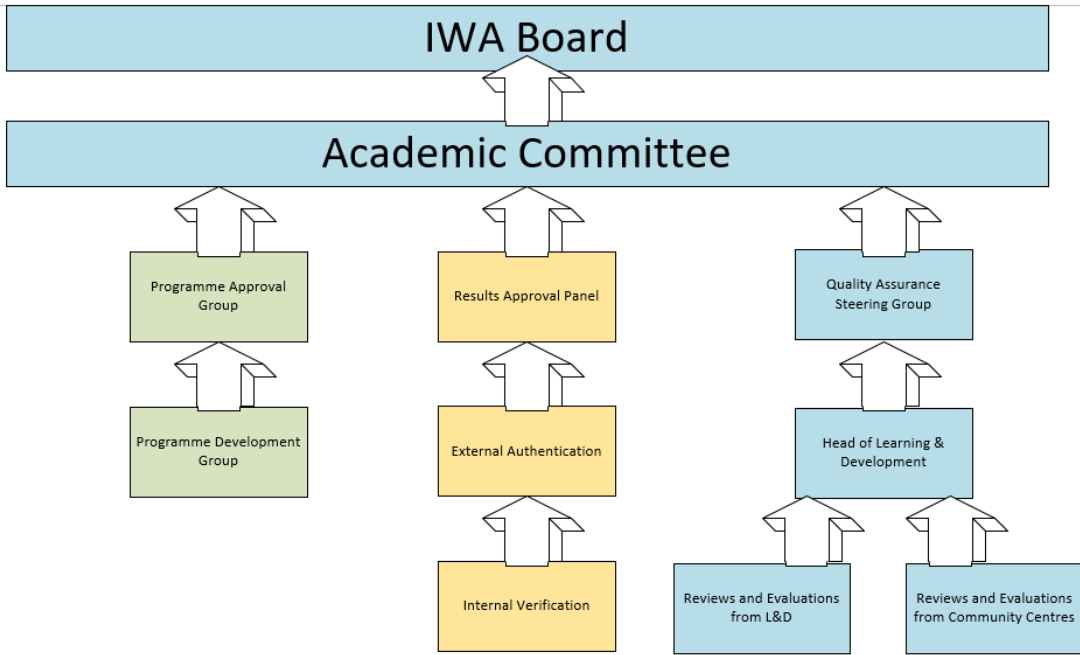 IWA Board
Academic Committee
Programme Approval
Group
Results Approval Panel
Quality Assurance
Steering Group
Programme Development
Group
External Authentication
Head of Learning &
Development
Internal Verification
Reviews and Evaluations
from L&D
Reviews and Evaluations
from Community Centres